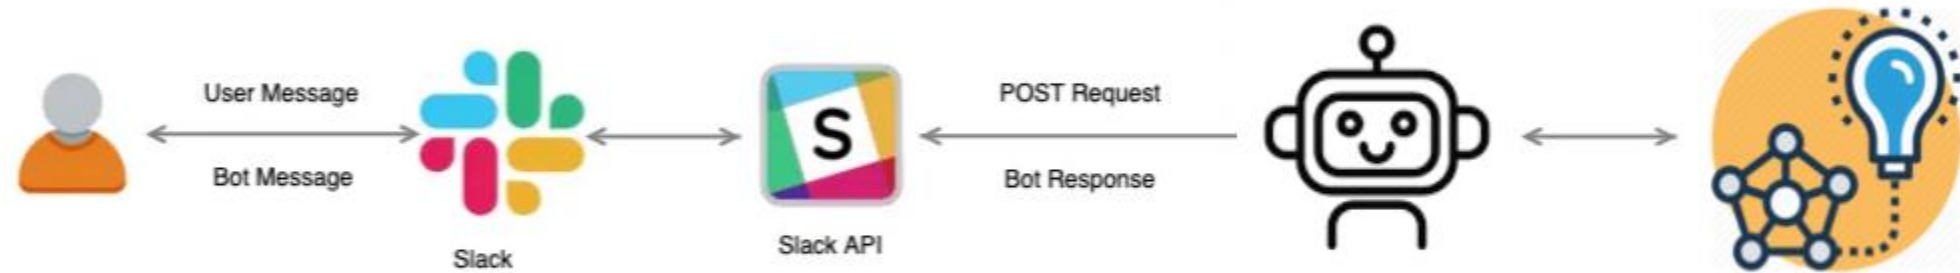 User Message
Bot Message
Slack
S
Slack API
POST Request
Bot Response